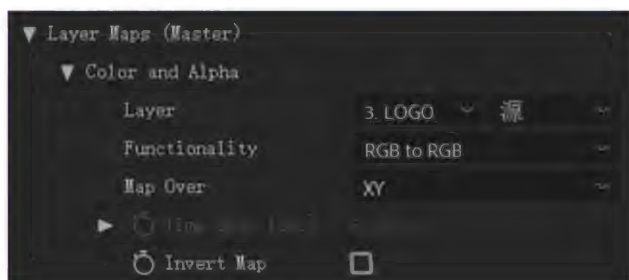 Layer Maps (Master)
Color and Alpha
Layer 3. LOGO 源
Functionality RGB to RGB
Map Over XY
Invert Map